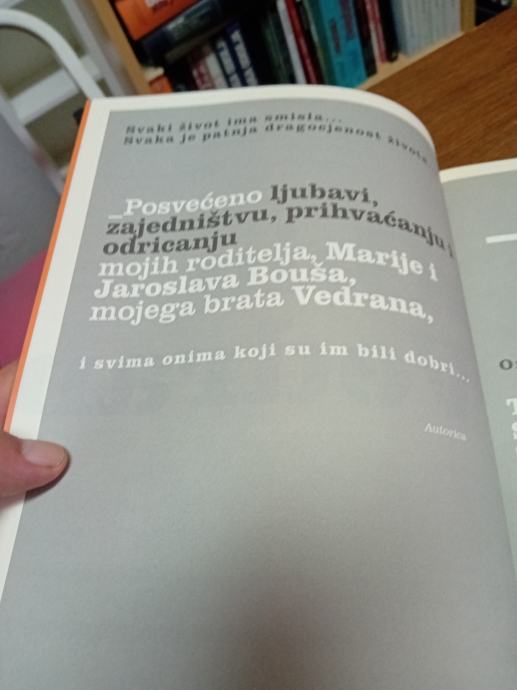 Svaki život ima smisla...
Svaka je patnja dragocjenost života
_Posvećeno ljubavi,
zajedništvu, prihvaćanju i
odricanju
mojih roditelja, Marije i
Jaroslava Bouša,
mojega brata Vedrana,
i svima onima koji su im bili dobri...
Autorica